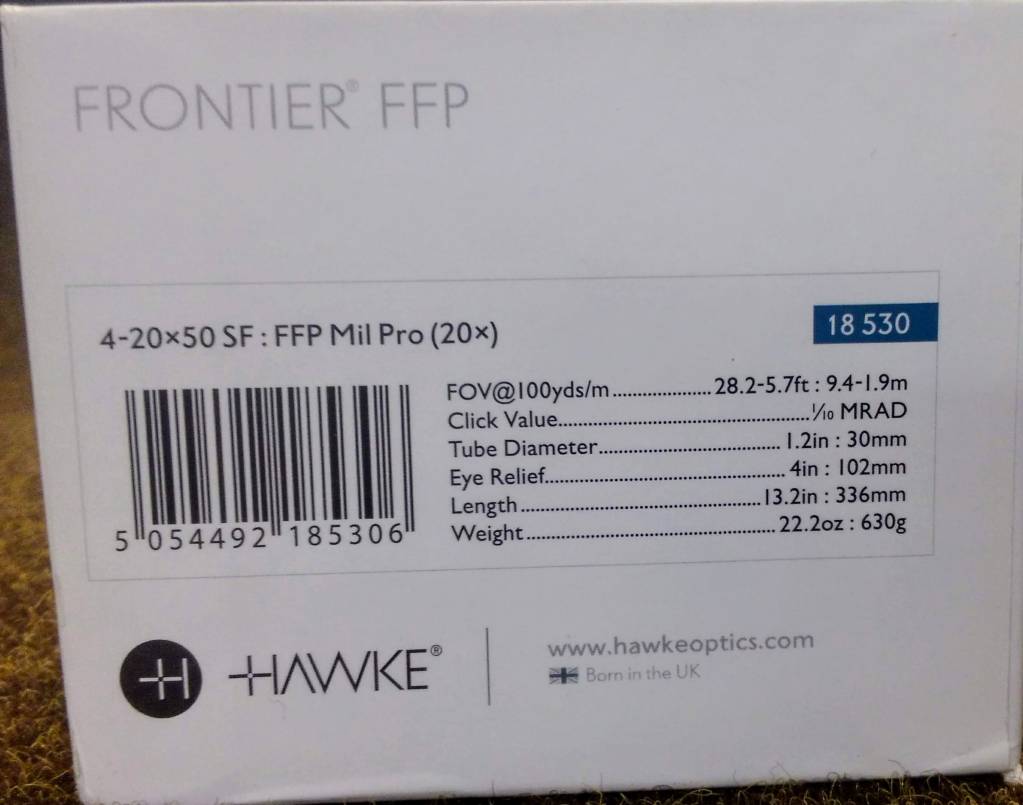 FRONTIER® FFP
4-20×50 SF : FFP Mil Pro (20×)
18 530
FOV@100yds/m....................28.2-5.7ft : 9.4-1.9m
Click Value....................................................⅒ MRAD
Tube Diameter..................................... 1.2in : 30mm
Eye Relief................................................. 4in : 102mm
Length.................................................13.2in : 336mm
Weight....................................................22.2oz : 630g
5 054492 185306
HAWKE®
www.hawkeoptics.com
Born in the UK